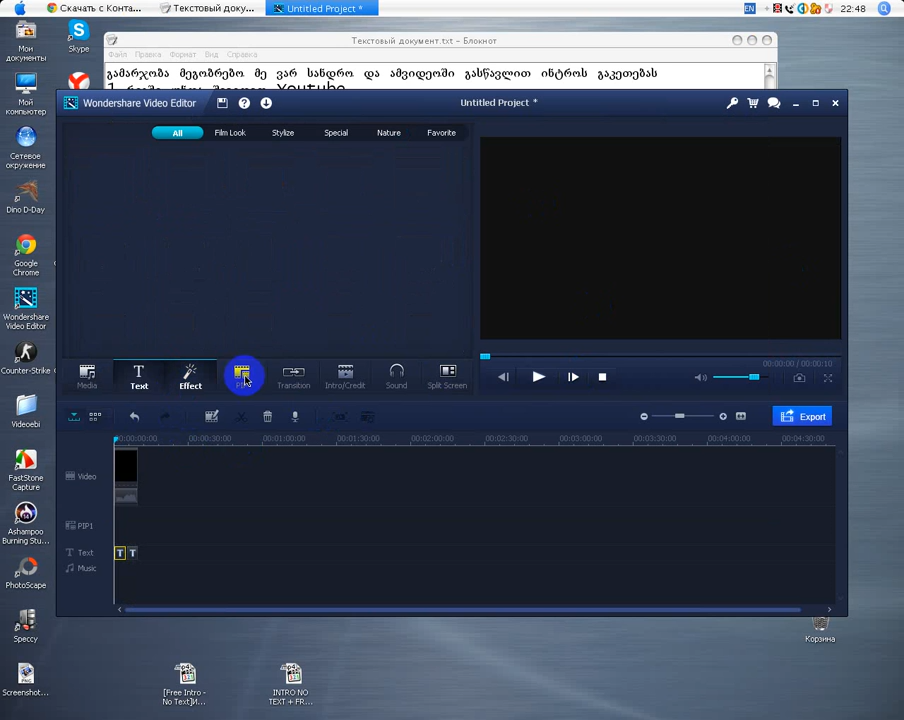 Скачать с Конта...
Текстовый доку...
Untitled Project *
EN
22:48
Мои документы
Skype
Мой компьютер
Сетевое окружение
Dino D-Day
Google Chrome
Wondershare Video Editor
Counter-Strike
Videoebi
FastStone Capture
Ashampoo Burning Stu...
PhotoScape
Speccy
Screenshot...
[Free Intro - No Text]И...
INTRO NO TEXT + FR...
Корзина
Текстовый документ.txt - Блокнот
Файл Правка Формат Вид Справка
გამარჯობა მეგობრებო მე ვარ სანდრო და ამვიდეოში გასწავლით ინტროს გაკეთებას
Youtube
Wondershare Video Editor
Untitled Project *
All Film Look Stylize Special Nature Favorite
Media Text Effect PIP Transition Intro/Credit Sound Split Screen
00:00:00 / 00:00:10
Export
00:00:00:00 00:00:30:00 00:01:00:00 00:01:30:00 00:02:00:00 00:02:30:00 00:03:00:00 00:03:30:00 00:04:00:00 00:04:30:00
Video
PIP1
Text T T
Music